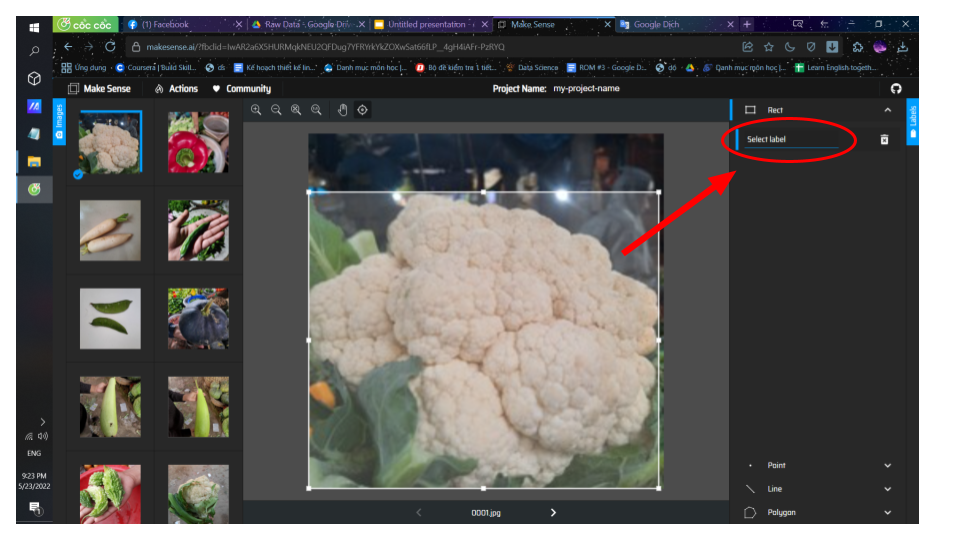 cốc cốc
(1) Facebook
Raw Data - Google Dri...
Untitled presentation -
Make Sense
Google Dịch
makesense.ai/?fbclid=IwAR2a6X5HURMqkNEU2QFDug7YFRYrkYkZOXwSat66fLP__4gH4iAFr-PzRYQ
Ứng dụng
Coursera | Build Skill...
ds
Kế hoạch thiết kế lin...
Danh mục môn học |...
Bộ đề kiểm tra 1 tiết...
Data Science
ROM #3 - Google D...
dó
Danh mục môn học |...
Learn English togeth...
Make Sense
Actions
Community
Project Name: my-project-name
Images
Rect
Labels
Select label
Point
Line
Polygon
0001.jpg
ENG
9:23 PM
5/23/2022